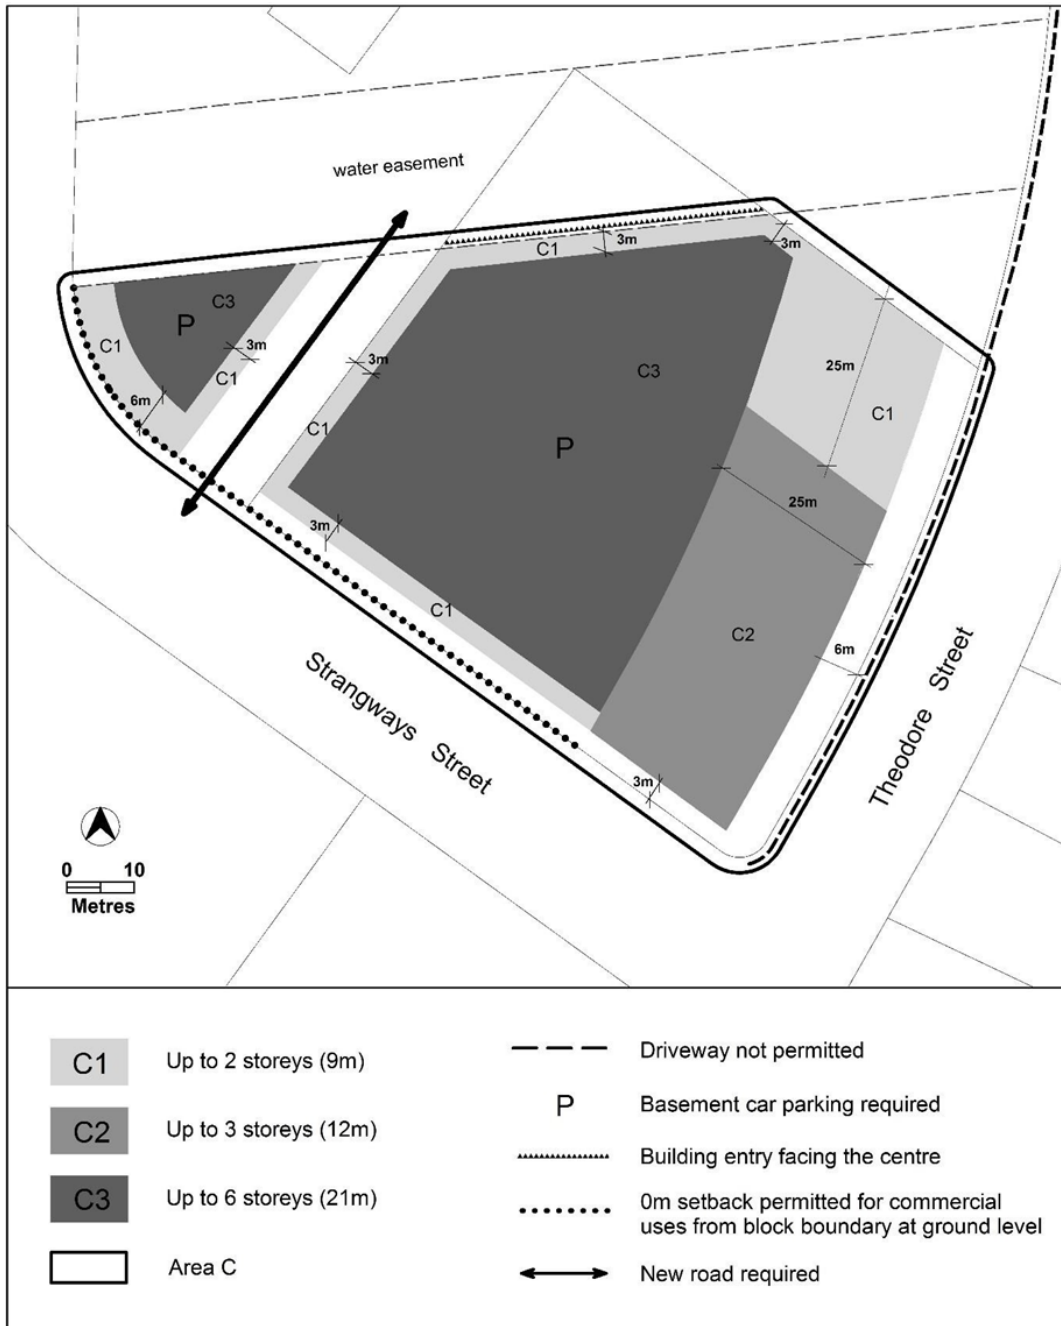 water easement
C1
3m
3m
C3
P
C1
3m
C1
6m
3m
C3
25m
C1
C1
P
25m
3m
C1
C2
6m
Strangways Street
Theodore Street
3m
0 10
Metres
C1 Up to 2 storeys (9m)
C2 Up to 3 storeys (12m)
C3 Up to 6 storeys (21m)
Area C
Driveway not permitted
P Basement car parking required
Building entry facing the centre
0m setback permitted for commercial
uses from block boundary at ground level
New road required